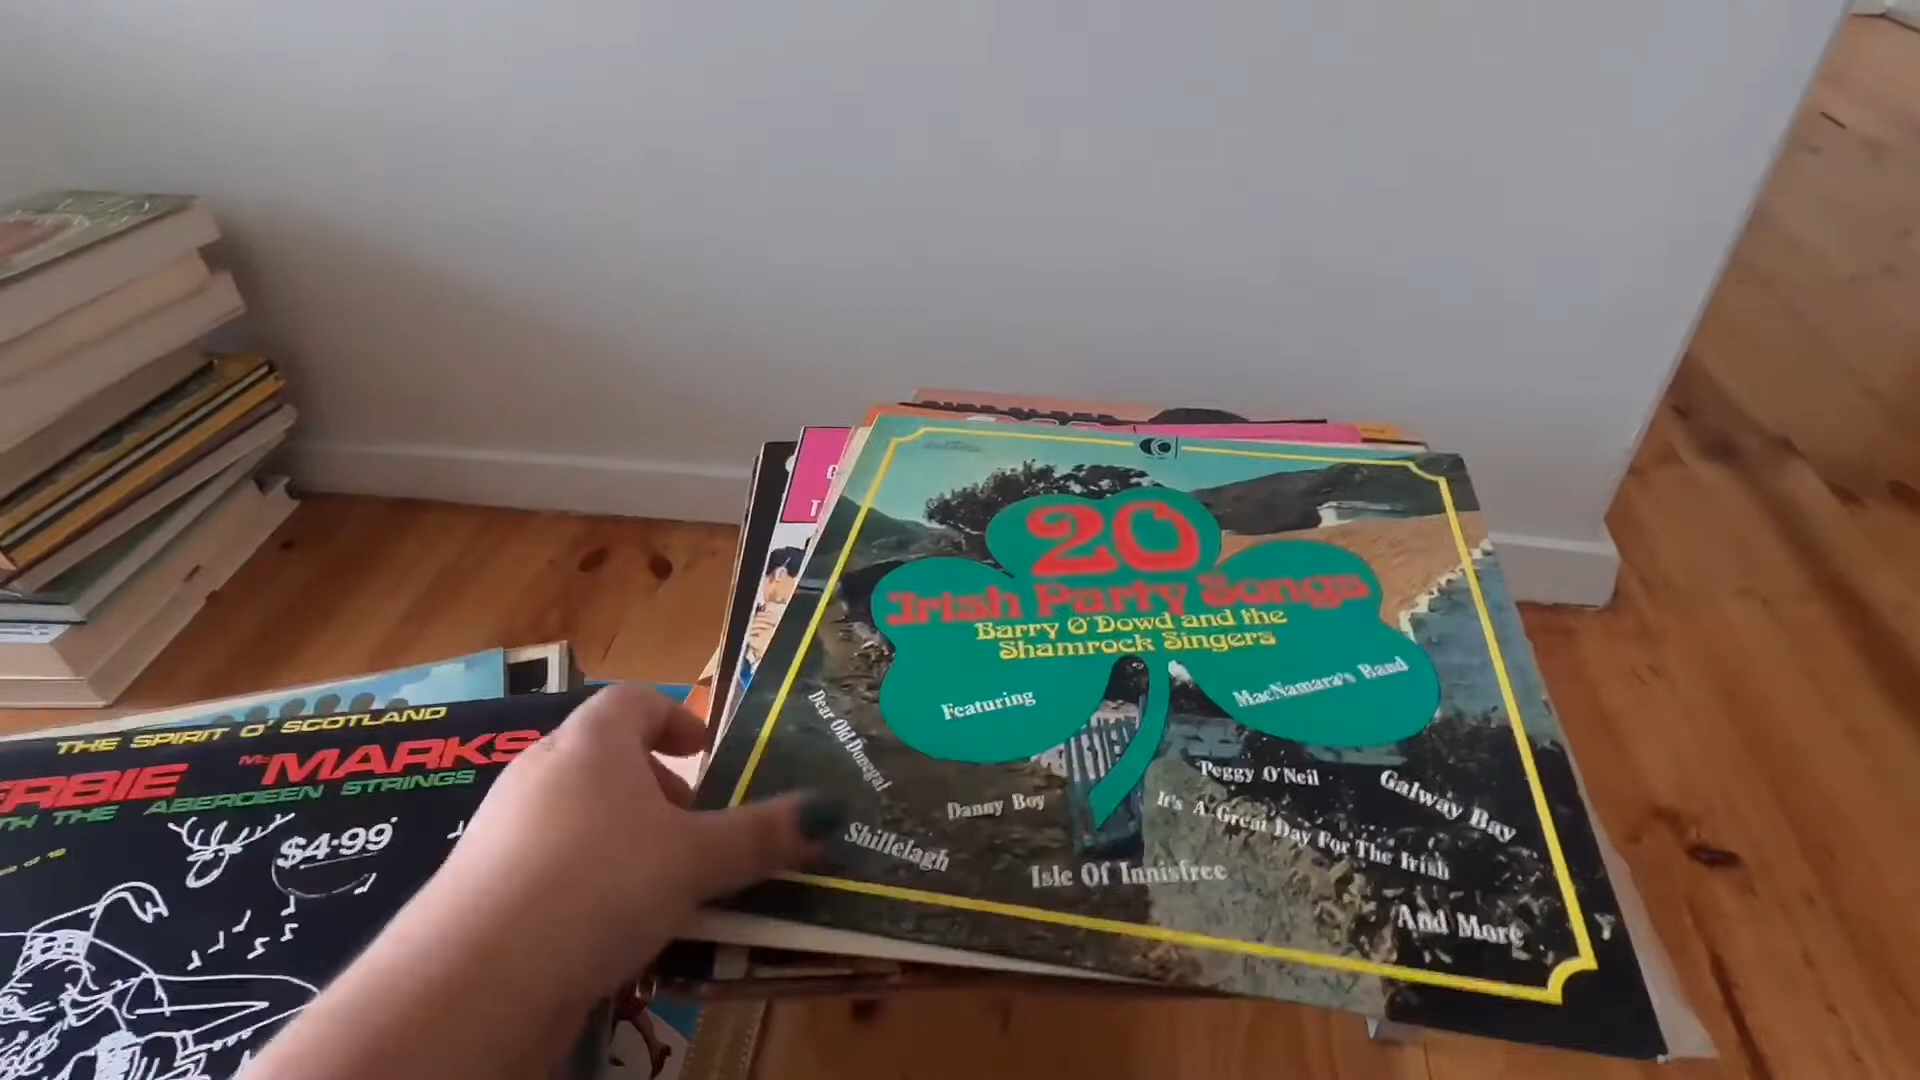 20
Irish Party Songs
Barry O'Dowd and the
Shamrock Singers
Featuring
MacNamara's Band
Dear Old Donegal
Danny Boy
Shillelagh
Isle Of Innisfree
Peggy O'Neil
Galway Bay
It's A Great Day For The Irish
And More
THE SPIRIT O' SCOTLAND
ERBIE Mc MARKS
TH THE ABERDEEN STRINGS
$4.99